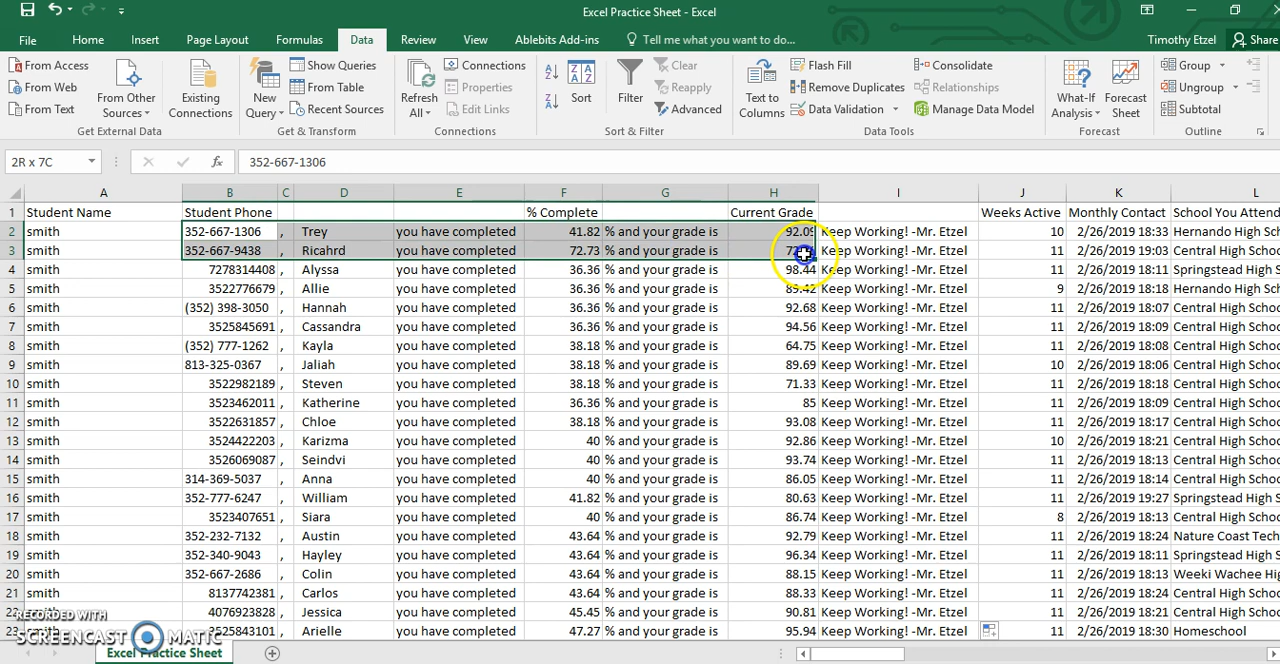 Excel Practice Sheet - Excel
File Home Insert Page Layout Formulas Data Review View Ablebits Add-ins Tell me what you want to do... Timothy Etzel Share
From Access
From Web
From Text
From Other Sources
Existing Connections
Get External Data
New Query
Show Queries
From Table
Recent Sources
Get & Transform
Refresh All
Connections
Properties
Edit Links
Connections
Sort
Filter
Clear
Reapply
Advanced
Sort & Filter
Text to Columns
Flash Fill
Remove Duplicates
Data Validation
Consolidate
Relationships
Manage Data Model
Data Tools
What-If Analysis
Forecast Sheet
Forecast
Group
Ungroup
Subtotal
Outline
2R x 7C fx 352-667-1306
A B C D E F G H I J K L
1 Student Name Student Phone % Complete Current Grade Weeks Active Monthly Contact School You Attend
2 smith 352-667-1306 , Trey you have completed 41.82 % and your grade is 92.09 Keep Working! -Mr. Etzel 10 2/26/2019 18:33 Hernando High Sc
3 smith 352-667-9438 , Ricahrd you have completed 72.73 % and your grade is Keep Working! -Mr. Etzel 11 2/26/2019 19:03 Central High Schoo
4 smith 7278314408 , Alyssa you have completed 36.36 % and your grade is 98.44 Keep Working! -Mr. Etzel 11 2/26/2019 18:11 Springstead High S
5 smith 3522776679 , Allie you have completed 36.36 % and your grade is 89.42 Keep Working! -Mr. Etzel 9 2/26/2019 18:18 Hernando High Sc
6 smith (352) 398-3050 , Hannah you have completed 36.36 % and your grade is 92.68 Keep Working! -Mr. Etzel 11 2/26/2019 18:07 Central High Schoo
7 smith 3525845691 , Cassandra you have completed 36.36 % and your grade is 94.56 Keep Working! -Mr. Etzel 11 2/26/2019 18:09 Central High Schoo
8 smith (352) 777-1262 , Kayla you have completed 38.18 % and your grade is 64.75 Keep Working! -Mr. Etzel 11 2/26/2019 18:08 Central High Schoo
9 smith 813-325-0367 , Jaliah you have completed 38.18 % and your grade is 89.69 Keep Working! -Mr. Etzel 10 2/26/2019 18:06 Central High Schoo
10 smith 3522982189 , Steven you have completed 38.18 % and your grade is 71.33 Keep Working! -Mr. Etzel 11 2/26/2019 18:18 Central High Schoo
11 smith , Katherine you have completed 36.36 % and your grade is 85 Keep Working! -Mr. Etzel 11 2/26/2019 18:09 Central High Schoo
12 smith 3522631857 , Chloe you have completed 38.18 % and your grade is 93.08 Keep Working! -Mr. Etzel 11 2/26/2019 18:17 Central High Schoo
13 smith 3524422203 , Karizma you have completed 40 % and your grade is 92.86 Keep Working! -Mr. Etzel 10 2/26/2019 18:21 Central High Schoo
14 smith 3526069087 , Seindvi you have completed 40 % and your grade is 93.74 Keep Working! -Mr. Etzel 11 2/26/2019 18:13 Central High Schoo
15 smith 314-369-5037 , Anna you have completed 40 % and your grade is 86.05 Keep Working! -Mr. Etzel 11 2/26/2019 18:14 Central High Schoo
16 smith 352-777-6247 , William you have completed 41.82 % and your grade is 80.63 Keep Working! -Mr. Etzel 11 2/26/2019 19:27 Springstead High S
17 smith 3523407651 , Siara you have completed 40 % and your grade is 86.74 Keep Working! -Mr. Etzel 8 2/26/2019 18:13 Central High Schoo
18 smith 352-232-7132 , Austin you have completed 43.64 % and your grade is 92.79 Keep Working! -Mr. Etzel 11 2/26/2019 18:24 Nature Coast Tech
19 smith 352-340-9043 , Hayley you have completed 43.64 % and your grade is 96.34 Keep Working! -Mr. Etzel 11 2/26/2019 18:11 Springstead High S
20 smith 352-667-2686 , Colin you have completed 43.64 % and your grade is 88.15 Keep Working! -Mr. Etzel 11 2/26/2019 18:13 Weeki Wachee High
21 smith 8137742381 , Carlos you have completed 43.64 % and your grade is 88.33 Keep Working! -Mr. Etzel 11 2/26/2019 18:24 Central High Schoo
22 4076923828 , Jessica you have completed 45.45 % and your grade is 90.81 Keep Working! -Mr. Etzel 11 2/26/2019 18:21 Central High Schoo
23 3525843101 , Arielle you have completed 47.27 % and your grade is 95.94 Keep Working! -Mr. Etzel 11 2/26/2019 18:30 Homeschool
RECORDED WITH
SCREENCAST MATIC
Excel Practice Sheet